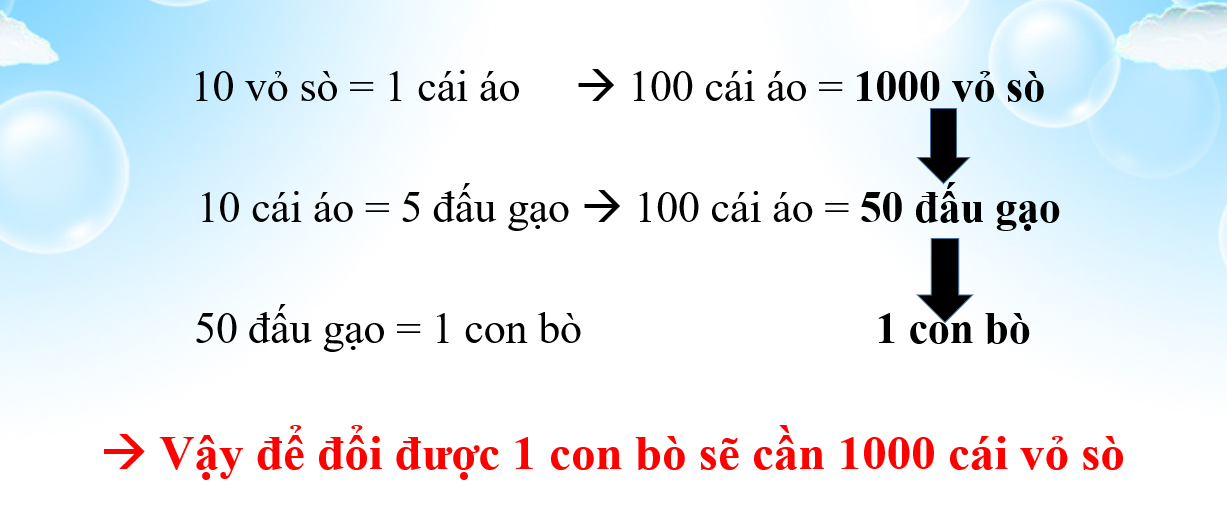 10 vỏ sò = 1 cái áo → 100 cái áo = 1000 vỏ sò
10 cái áo = 5 đấu gạo → 100 cái áo = 50 đấu gạo
50 đấu gạo = 1 con bò 1 con bò
→ Vậy để đổi được 1 con bò sẽ cần 1000 cái vỏ sò